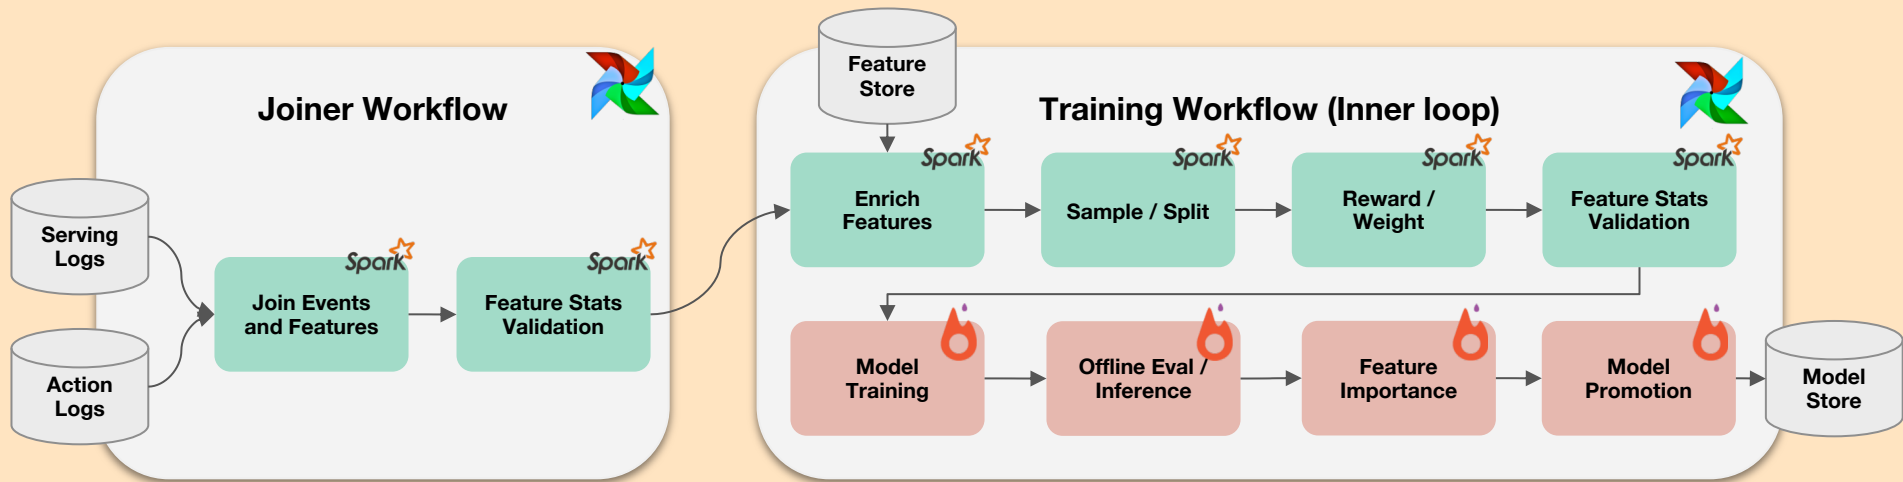 Joiner Workflow
Serving
Logs
Action
Logs
Spark
Join Events
and Features
Spark
Feature Stats
Validation
Feature
Store
Training Workflow (Inner loop)
Spark
Enrich
Features
Spark
Sample / Split
Spark
Reward /
Weight
Spark
Feature Stats
Validation
Model
Training
Offline Eval /
Inference
Feature
Importance
Model
Promotion
Model
Store